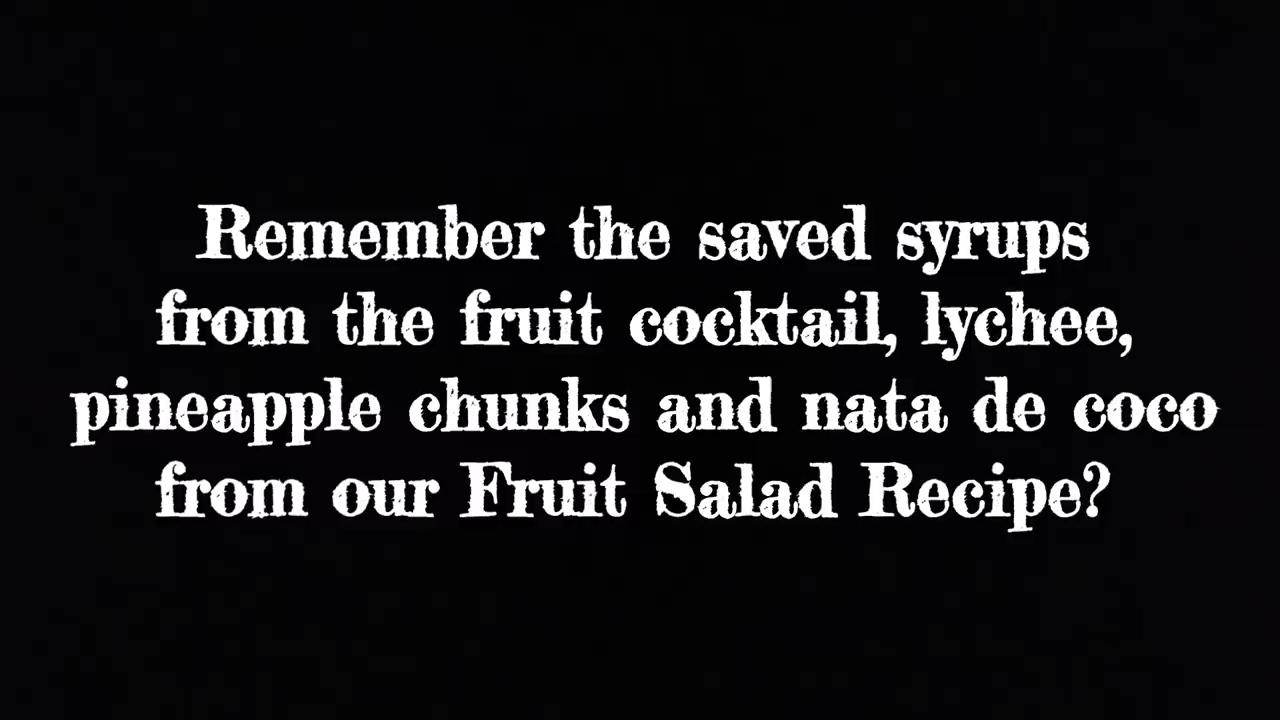 Remember the saved syrups
from the fruit cocktail, lychee,
pineapple chunks and nata de coco
from our Fruit Salad Recipe?